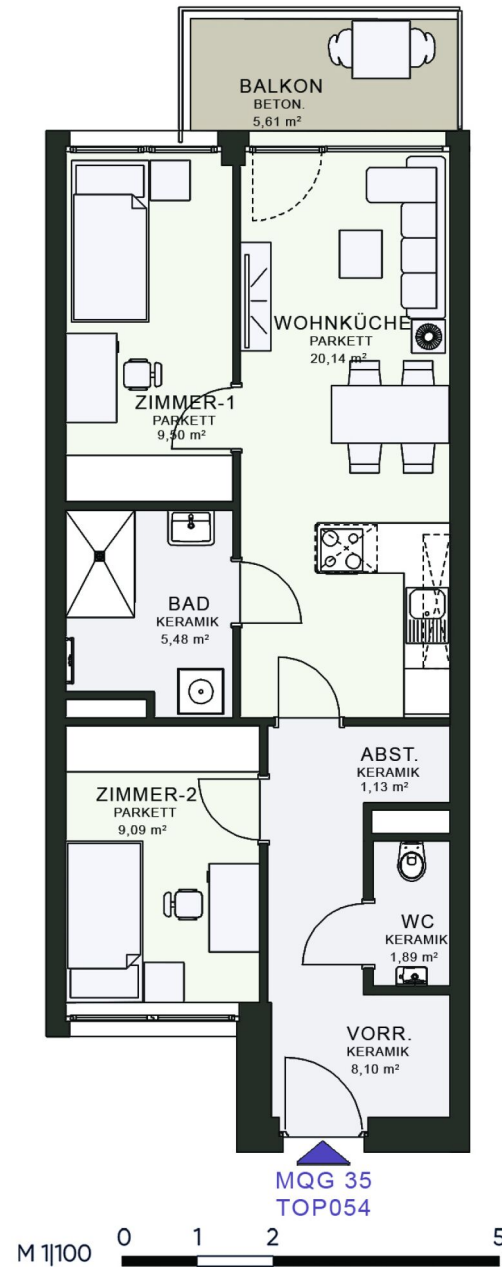 BALKON
BETON.
5,61 m²
WOHNKÜCHE
PARKETT
20,14 m²
ZIMMER-1
PARKETT
9,50 m²
BAD
KERAMIK
5,48 m²
ABST.
KERAMIK
1,13 m²
ZIMMER-2
PARKETT
9,09 m²
WC
KERAMIK
1,89 m²
VORR.
KERAMIK
8,10 m²
MQG 35
TOP054
M 1|100 0 1 2 5